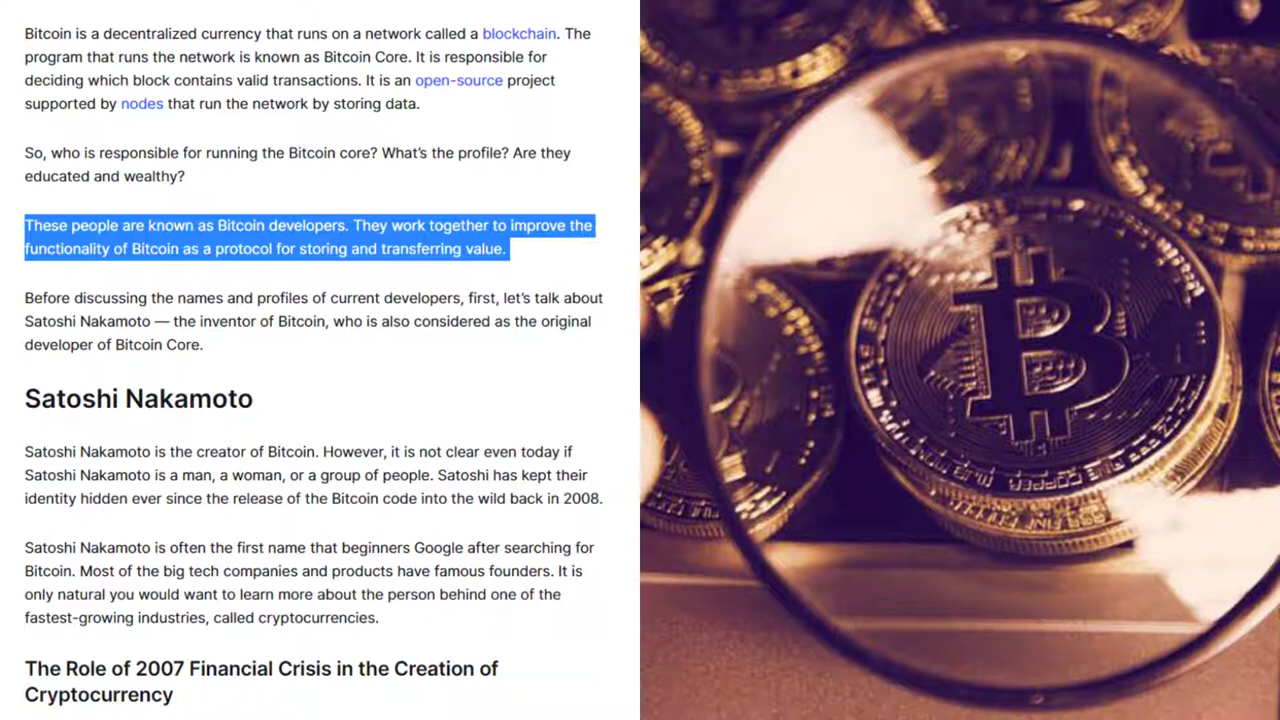 Bitcoin is a decentralized currency that runs on a network called a blockchain. The
program that runs the network is known as Bitcoin Core. It is responsible for
deciding which block contains valid transactions. It is an open-source project
supported by nodes that run the network by storing data.
So, who is responsible for running the Bitcoin core? What's the profile? Are they
educated and wealthy?
These people are known as Bitcoin developers. They work together to improve the
functionality of Bitcoin as a protocol for storing and transferring value.
Before discussing the names and profiles of current developers, first, let's talk about
Satoshi Nakamoto — the inventor of Bitcoin, who is also considered as the original
developer of Bitcoin Core.
Satoshi Nakamoto
Satoshi Nakamoto is the creator of Bitcoin. However, it is not clear even today if
Satoshi Nakamoto is a man, a woman, or a group of people. Satoshi has kept their
identity hidden ever since the release of the Bitcoin code into the wild back in 2008.
Satoshi Nakamoto is often the first name that beginners Google after searching for
Bitcoin. Most of the big tech companies and products have famous founders. It is
only natural you would want to learn more about the person behind one of the
fastest-growing industries, called cryptocurrencies.
The Role of 2007 Financial Crisis in the Creation of
Cryptocurrency